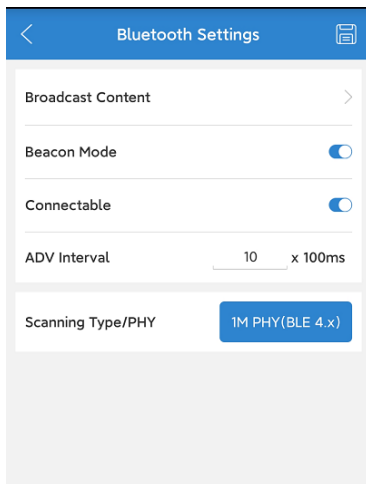 Bluetooth Settings
Broadcast Content
Beacon Mode
Connectable
ADV Interval 10 x 100ms
Scanning Type/PHY 1M PHY(BLE 4.x)